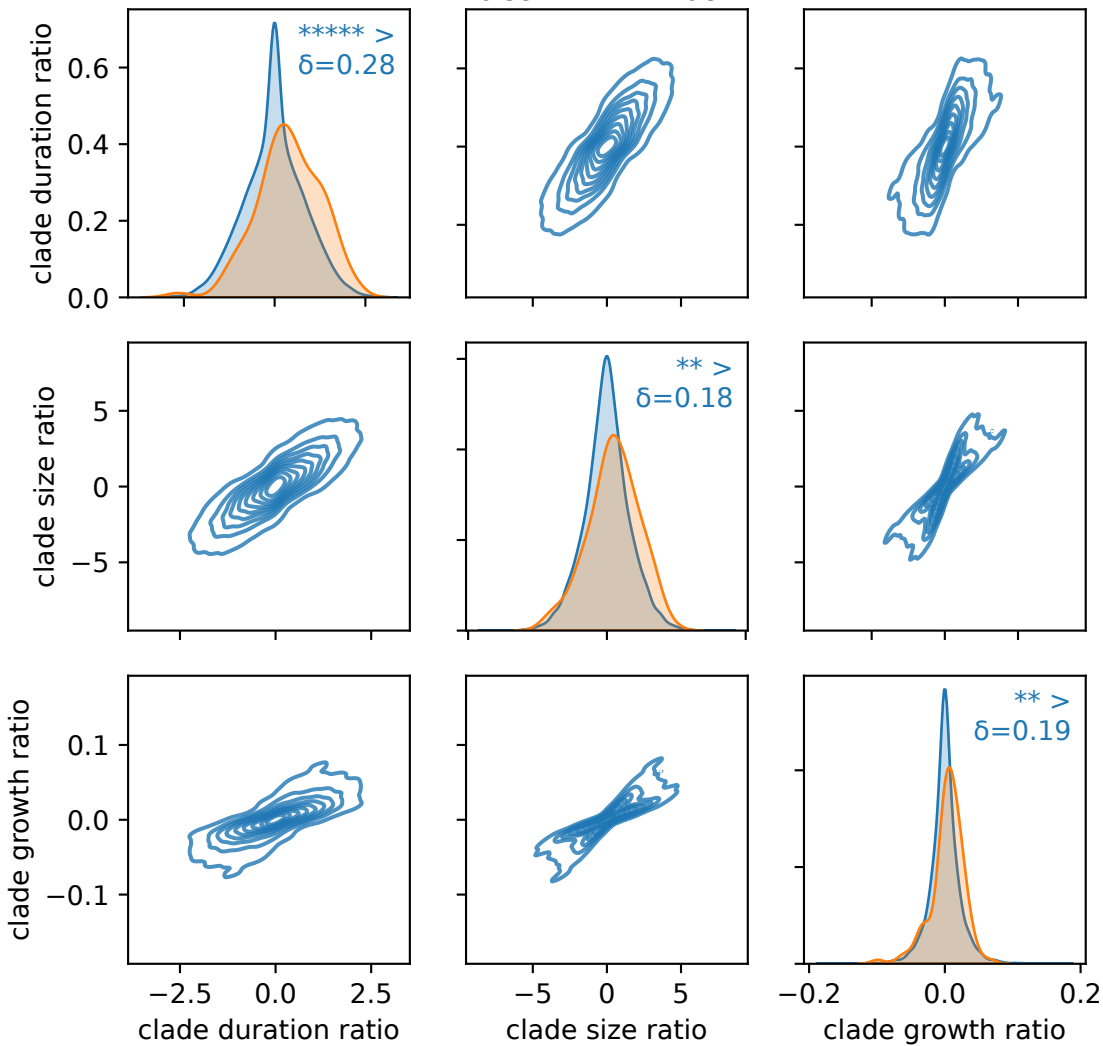 clade duration ratio
0.6
0.4
0.2
0.0
***** >
δ=0.28
clade size ratio
5
0
−5
** >
δ=0.18
clade growth ratio
0.1
0.0
−0.1
** >
δ=0.19
−2.5 0.0 2.5
−5 0 5
−0.2 0.0 0.2
clade duration ratio
clade size ratio
clade growth ratio